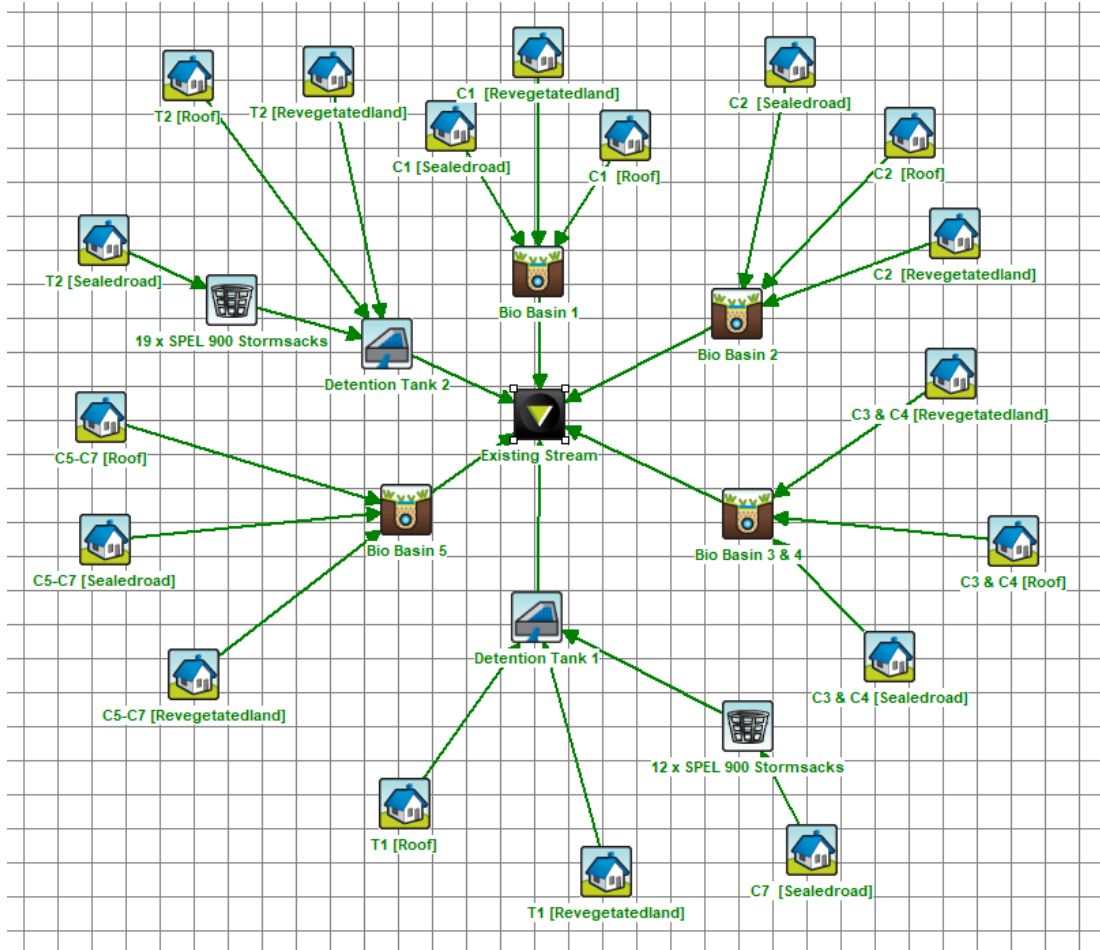 C1 [Revegetatedland]
C2 [Sealedroad]
T2 [Roof]
T2 [Revegetatedland]
C1 [Sealedroad]
C1 [Roof]
C2 [Roof]
T2 [Sealedroad]
C2 [Revegetatedland]
Bio Basin 1
19 x SPEL 900 Stormsacks
Bio Basin 2
Detention Tank 2
C3 & C4 [Revegetatedland]
Existing Stream
C5-C7 [Roof]
Bio Basin 5
Bio Basin 3 & 4
C5-C7 [Sealedroad]
C3 & C4 [Roof]
Detention Tank 1
C3 & C4 [Sealedroad]
C5-C7 [Revegetatedland]
12 x SPEL 900 Stormsacks
T1 [Roof]
C7 [Sealedroad]
T1 [Revegetatedland]